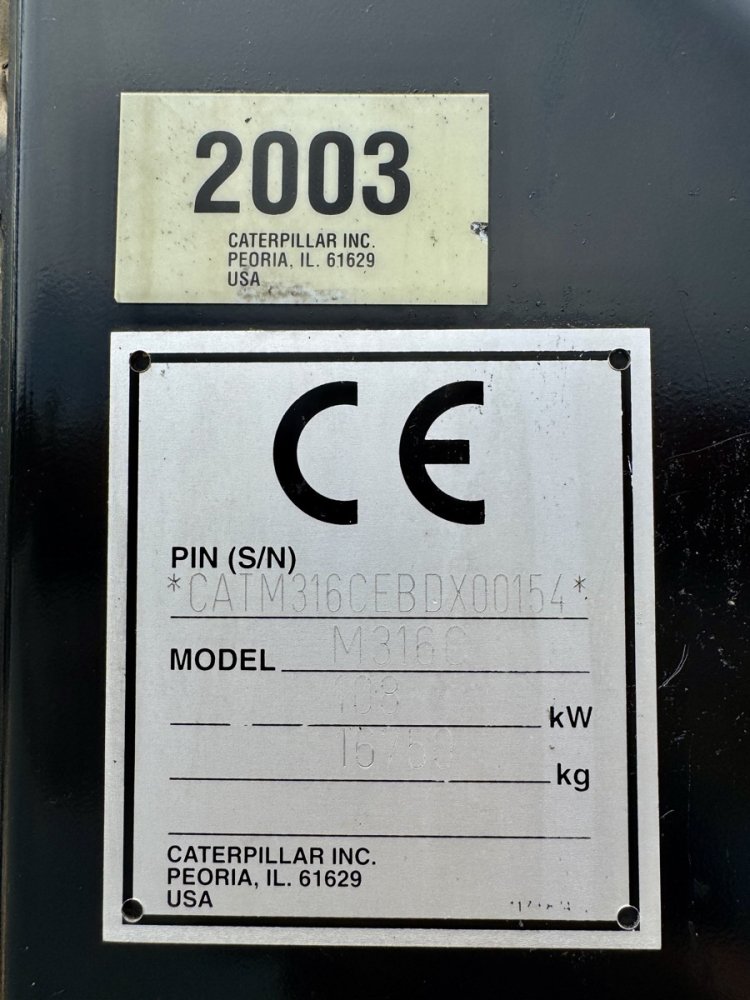 2003
CATERPILLAR INC.
PEORIA, IL. 61629
USA
CE
PIN (S/N)
*CATM316CEBDX00154*
MODEL M316C
108 kW
kg
CATERPILLAR INC.
PEORIA, IL. 61629
USA